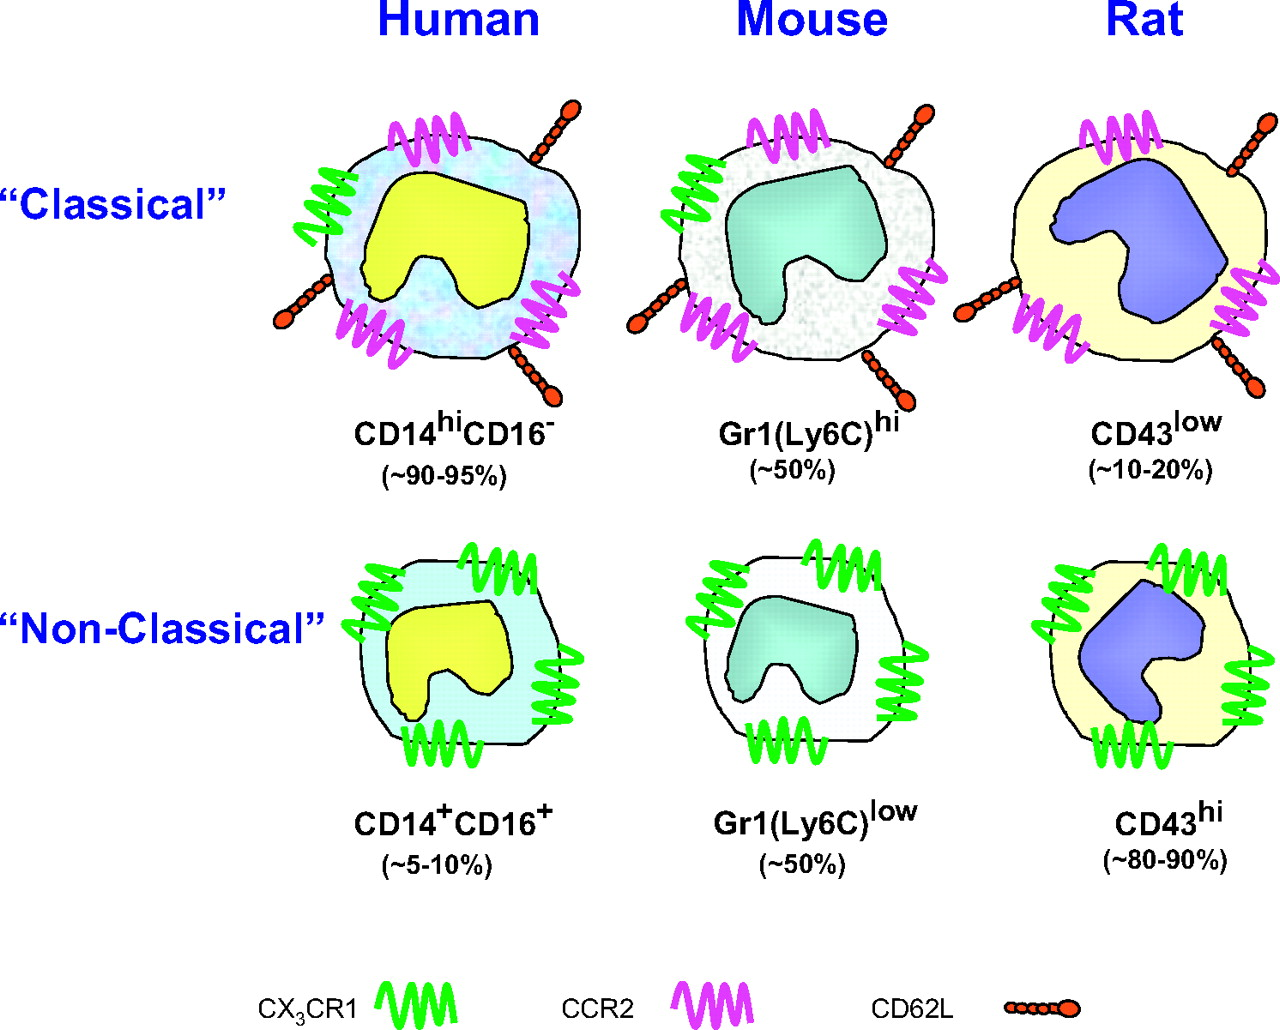 Human Mouse Rat
“Classical”
CD14hiCD16- Gr1(Ly6C)hi CD43low
(~90-95%) (~50%) (~10-20%)
“Non-Classical”
CD14+CD16+ Gr1(Ly6C)low CD43hi
(~5-10%) (~50%) (~80-90%)
CX3CR1 CCR2 CD62L